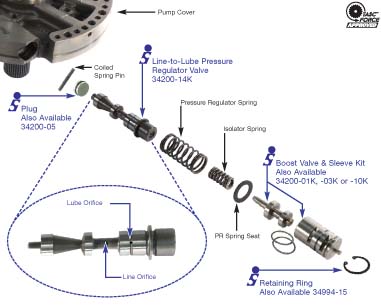 Pump Cover
TASC
FORCE
APPROVED
Coiled
Spring Pin
Line-to-Lube Pressure
Regulator Valve
34200-14K
Plug
Also Available
34200-05
Pressure Regulator Spring
Isolator Spring
Boost Valve & Sleeve Kit
Also Available
34200-01K, -03K or -10K
Lube Orifice
PR Spring Seat
Line Orifice
Retaining Ring
Also Available 34994-15